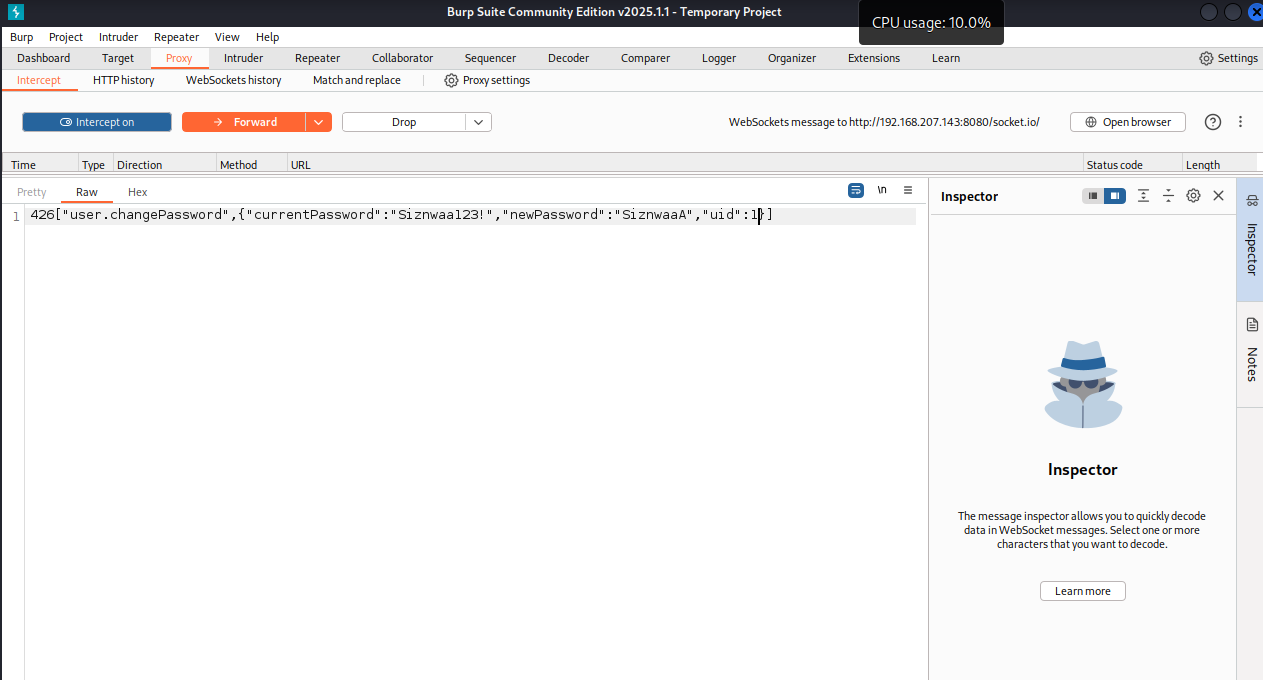 Burp Suite Community Edition v2025.1.1 - Temporary Project
CPU usage: 10.0%
Burp Project Intruder Repeater View Help
Dashboard Target Proxy Intruder Repeater Collaborator Sequencer Decoder Comparer Logger Organizer Extensions Learn Settings
Intercept HTTP history WebSockets history Match and replace Proxy settings
Intercept on Forward Drop WebSockets message to http://192.168.207.143:8080/socket.io/ Open browser
Time Type Direction Method URL Status code Length
Pretty Raw Hex \n
Inspector
1 426["user.changePassword",{"currentPassword":"Siznwaa123!","newPassword":"SiznwaaA","uid":1}]
Inspector
Notes
Inspector
The message inspector allows you to quickly decode
data in WebSocket messages. Select one or more
characters that you want to decode.
Learn more